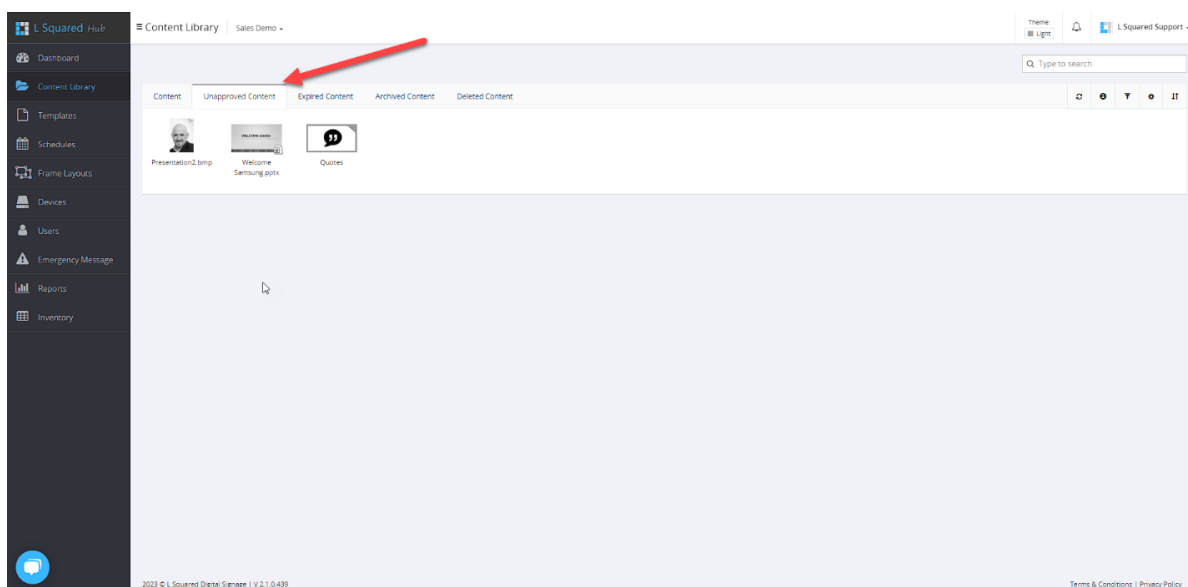 L Squared Hub
Content Library
Sales Demo
Theme:
Light
L Squared Support
Dashboard
Type to search
Content Library
Content
Unapproved Content
Expired Content
Archived Content
Deleted Content
Templates
Schedules
Presentation2.bmp
Welcome
Samsung.pptx
Quotes
Frame Layouts
Devices
Users
Emergency Message
Reports
Inventory
2023 © L Squared Digital Signage | V 2.1.0.439
Terms & Conditions | Privacy Policy